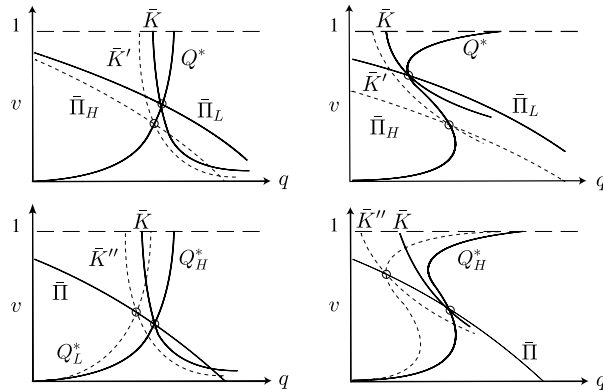 1 K̄ K̄′ Q* 1 K̄ Q*
v Π̄_H Π̄_L v K̄′ Π̄_H Π̄_L
q q
1 K̄ K̄″ Q*_H 1 K̄″ K̄ Q*_H
v Π̄ v
Q*_L Π̄
q q